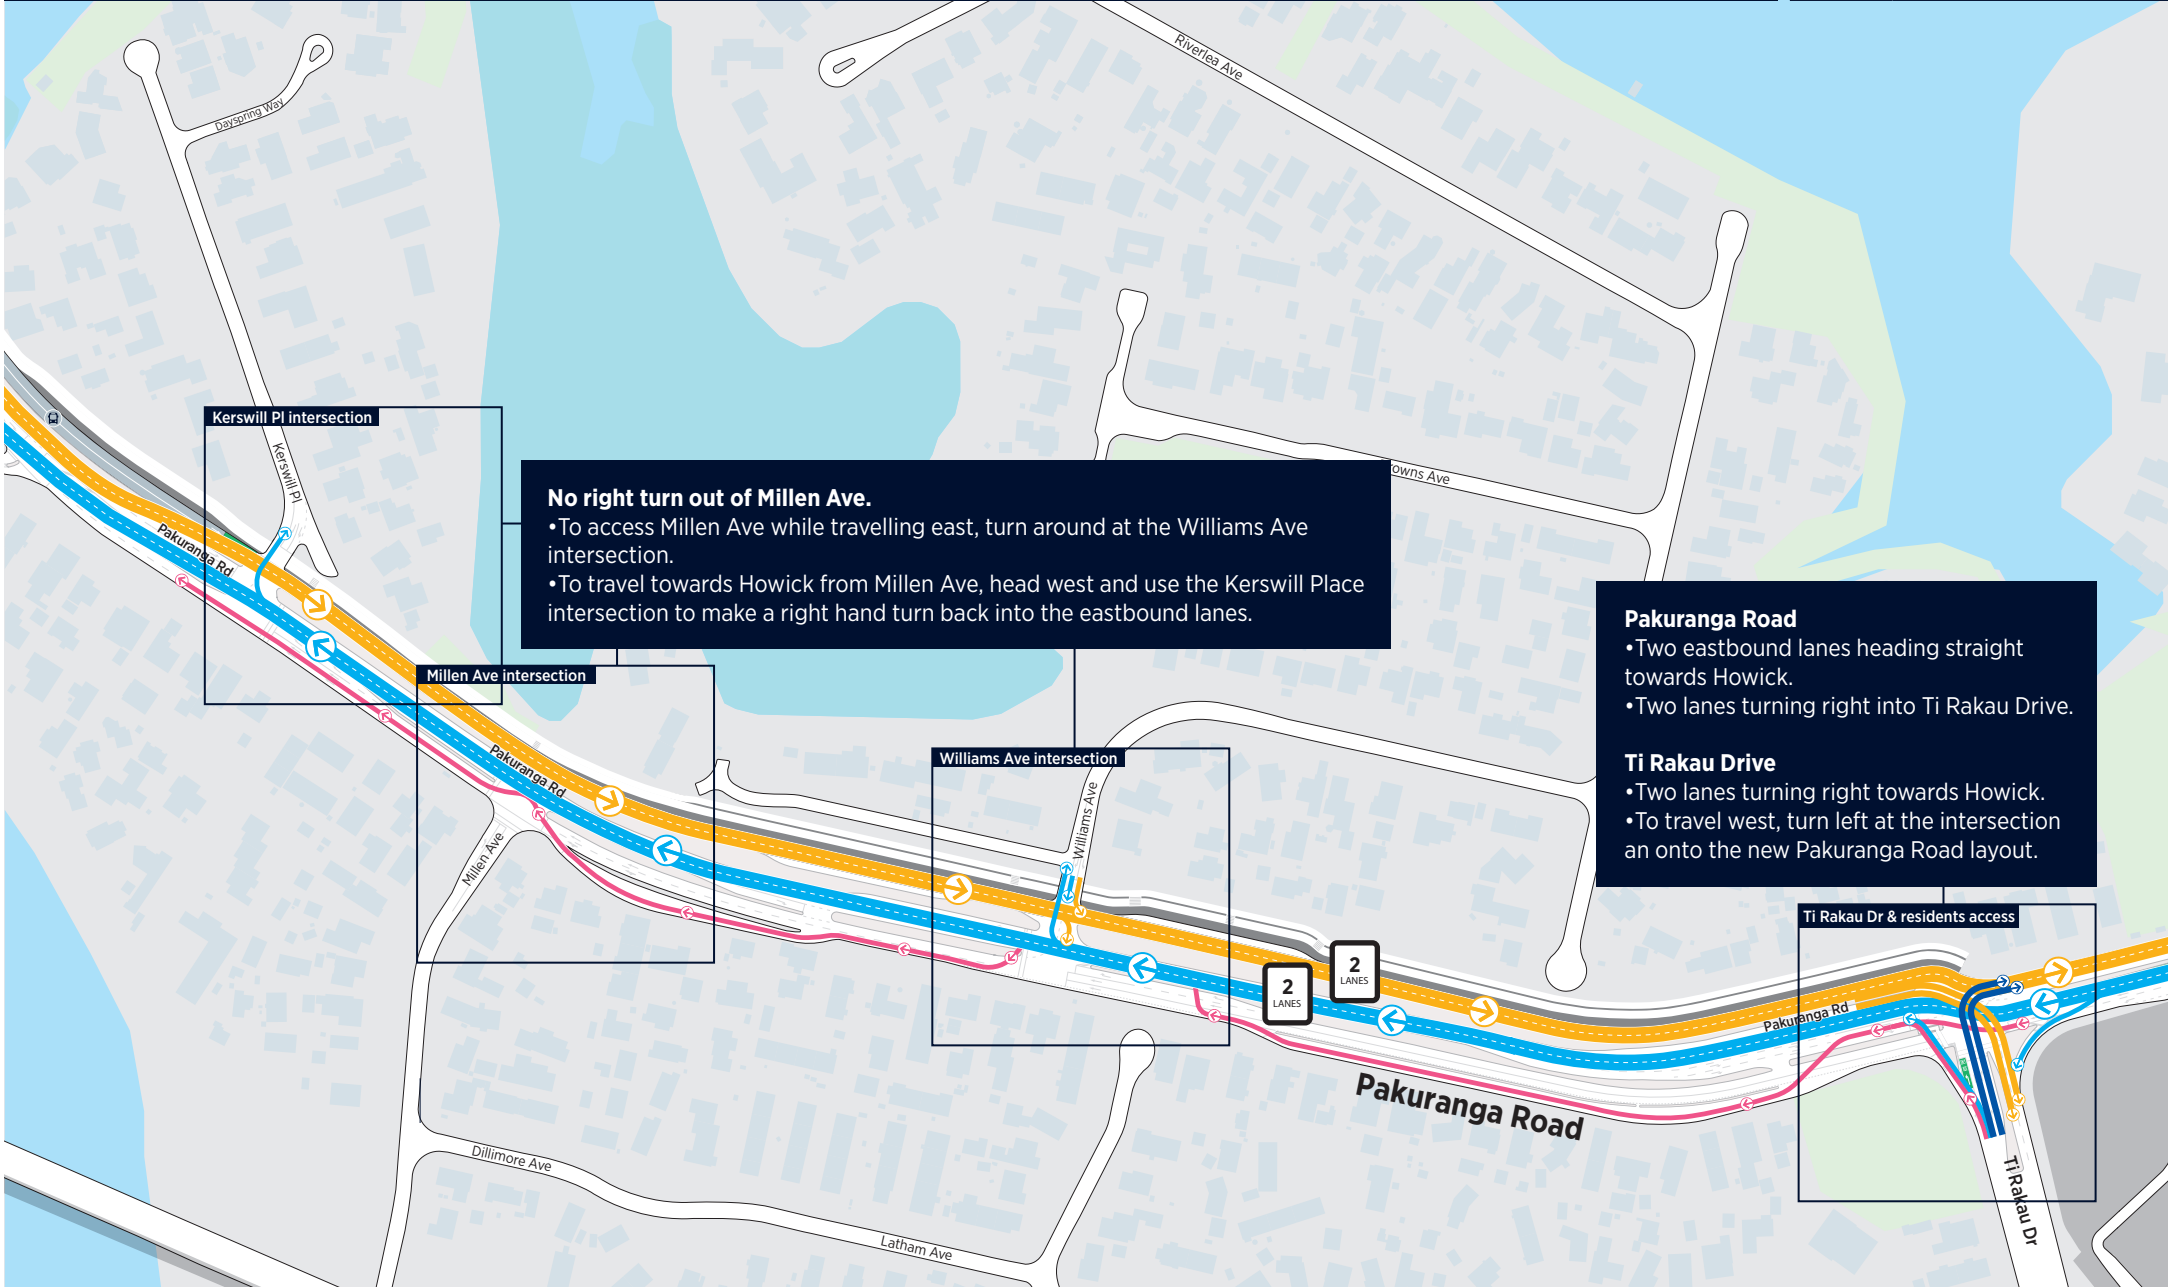 Riverlea Ave
Dayspring Way
Kerswill Pl intersection
Kerswill Pl
owns Ave
No right turn out of Millen Ave.
•To access Millen Ave while travelling east, turn around at the Williams Ave
intersection.
•To travel towards Howick from Millen Ave, head west and use the Kerswill Place
intersection to make a right hand turn back into the eastbound lanes.
Pakuranga Rd
Pakuranga Road
•Two eastbound lanes heading straight
towards Howick.
•Two lanes turning right into Ti Rakau Drive.
Ti Rakau Drive
•Two lanes turning right towards Howick.
•To travel west, turn left at the intersection
an onto the new Pakuranga Road layout.
Millen Ave intersection
Pakuranga Rd
Williams Ave intersection
Williams Ave
Millen Ave
Ti Rakau Dr & residents access
2
LANES
2
LANES
Pakuranga Rd
Pakuranga Road
Dillimore Ave
Latham Ave
Ti Rakau Dr